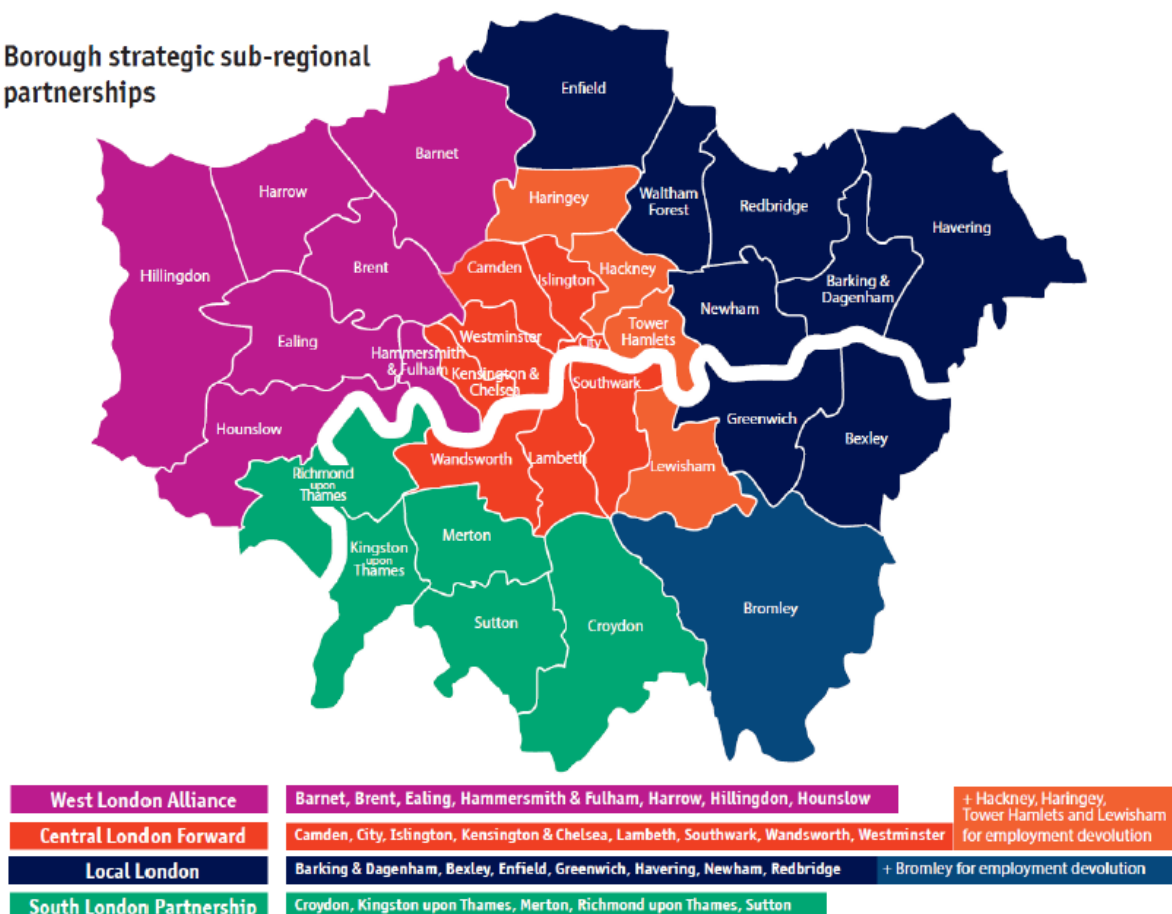 Borough strategic sub-regional
partnerships
Enfield
Barnet
Harrow
Haringey
Waltham
Forest
Redbridge
Havering
Hillingdon
Brent
Camden
Islington
Hackney
Barking &
Dagenham
Newham
Ealing
Westminster
Tower
Hamlets
City
Hammersmith
& Fulham
Kensington &
Chelsea
Southwark
Hounslow
Greenwich
Bexley
Wandsworth
Lambeth
Lewisham
Richmond
upon
Thames
Merton
Kingston
upon
Thames
Bromley
Sutton
Croydon
West London Alliance
Barnet, Brent, Ealing, Hammersmith & Fulham, Harrow, Hillingdon, Hounslow
+ Hackney, Haringey,
Tower Hamlets and Lewisham
for employment devolution
Central London Forward
Camden, City, Islington, Kensington & Chelsea, Lambeth, Southwark, Wandsworth, Westminster
Local London
Barking & Dagenham, Bexley, Enfield, Greenwich, Havering, Newham, Redbridge
+ Bromley for employment devolution
South London Partnership
Croydon, Kingston upon Thames, Merton, Richmond upon Thames, Sutton